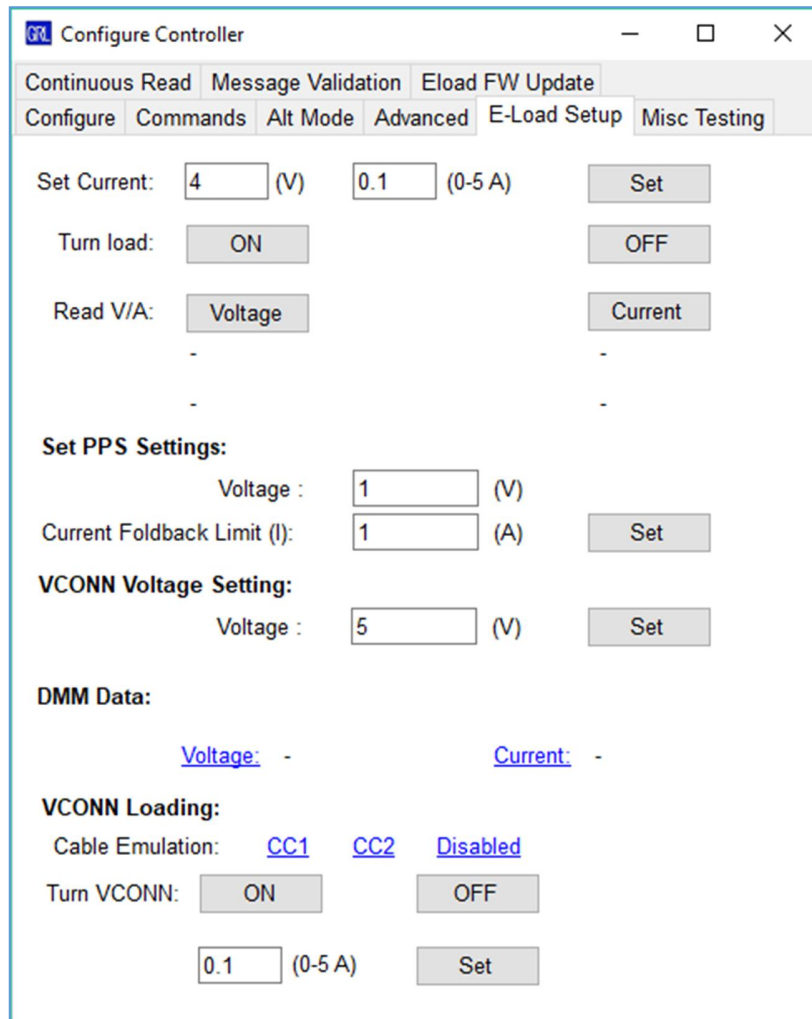 GRL Configure Controller
Continuous Read Message Validation Eload FW Update
Configure Commands Alt Mode Advanced E-Load Setup Misc Testing
Set Current: 4 (V) 0.1 (0-5 A) Set
Turn load: ON OFF
Read V/A: Voltage Current
- -
- -
Set PPS Settings:
Voltage : 1 (V)
Current Foldback Limit (I): 1 (A) Set
VCONN Voltage Setting:
Voltage : 5 (V) Set
DMM Data:
Voltage: - Current: -
VCONN Loading:
Cable Emulation: CC1 CC2 Disabled
Turn VCONN: ON OFF
0.1 (0-5 A) Set